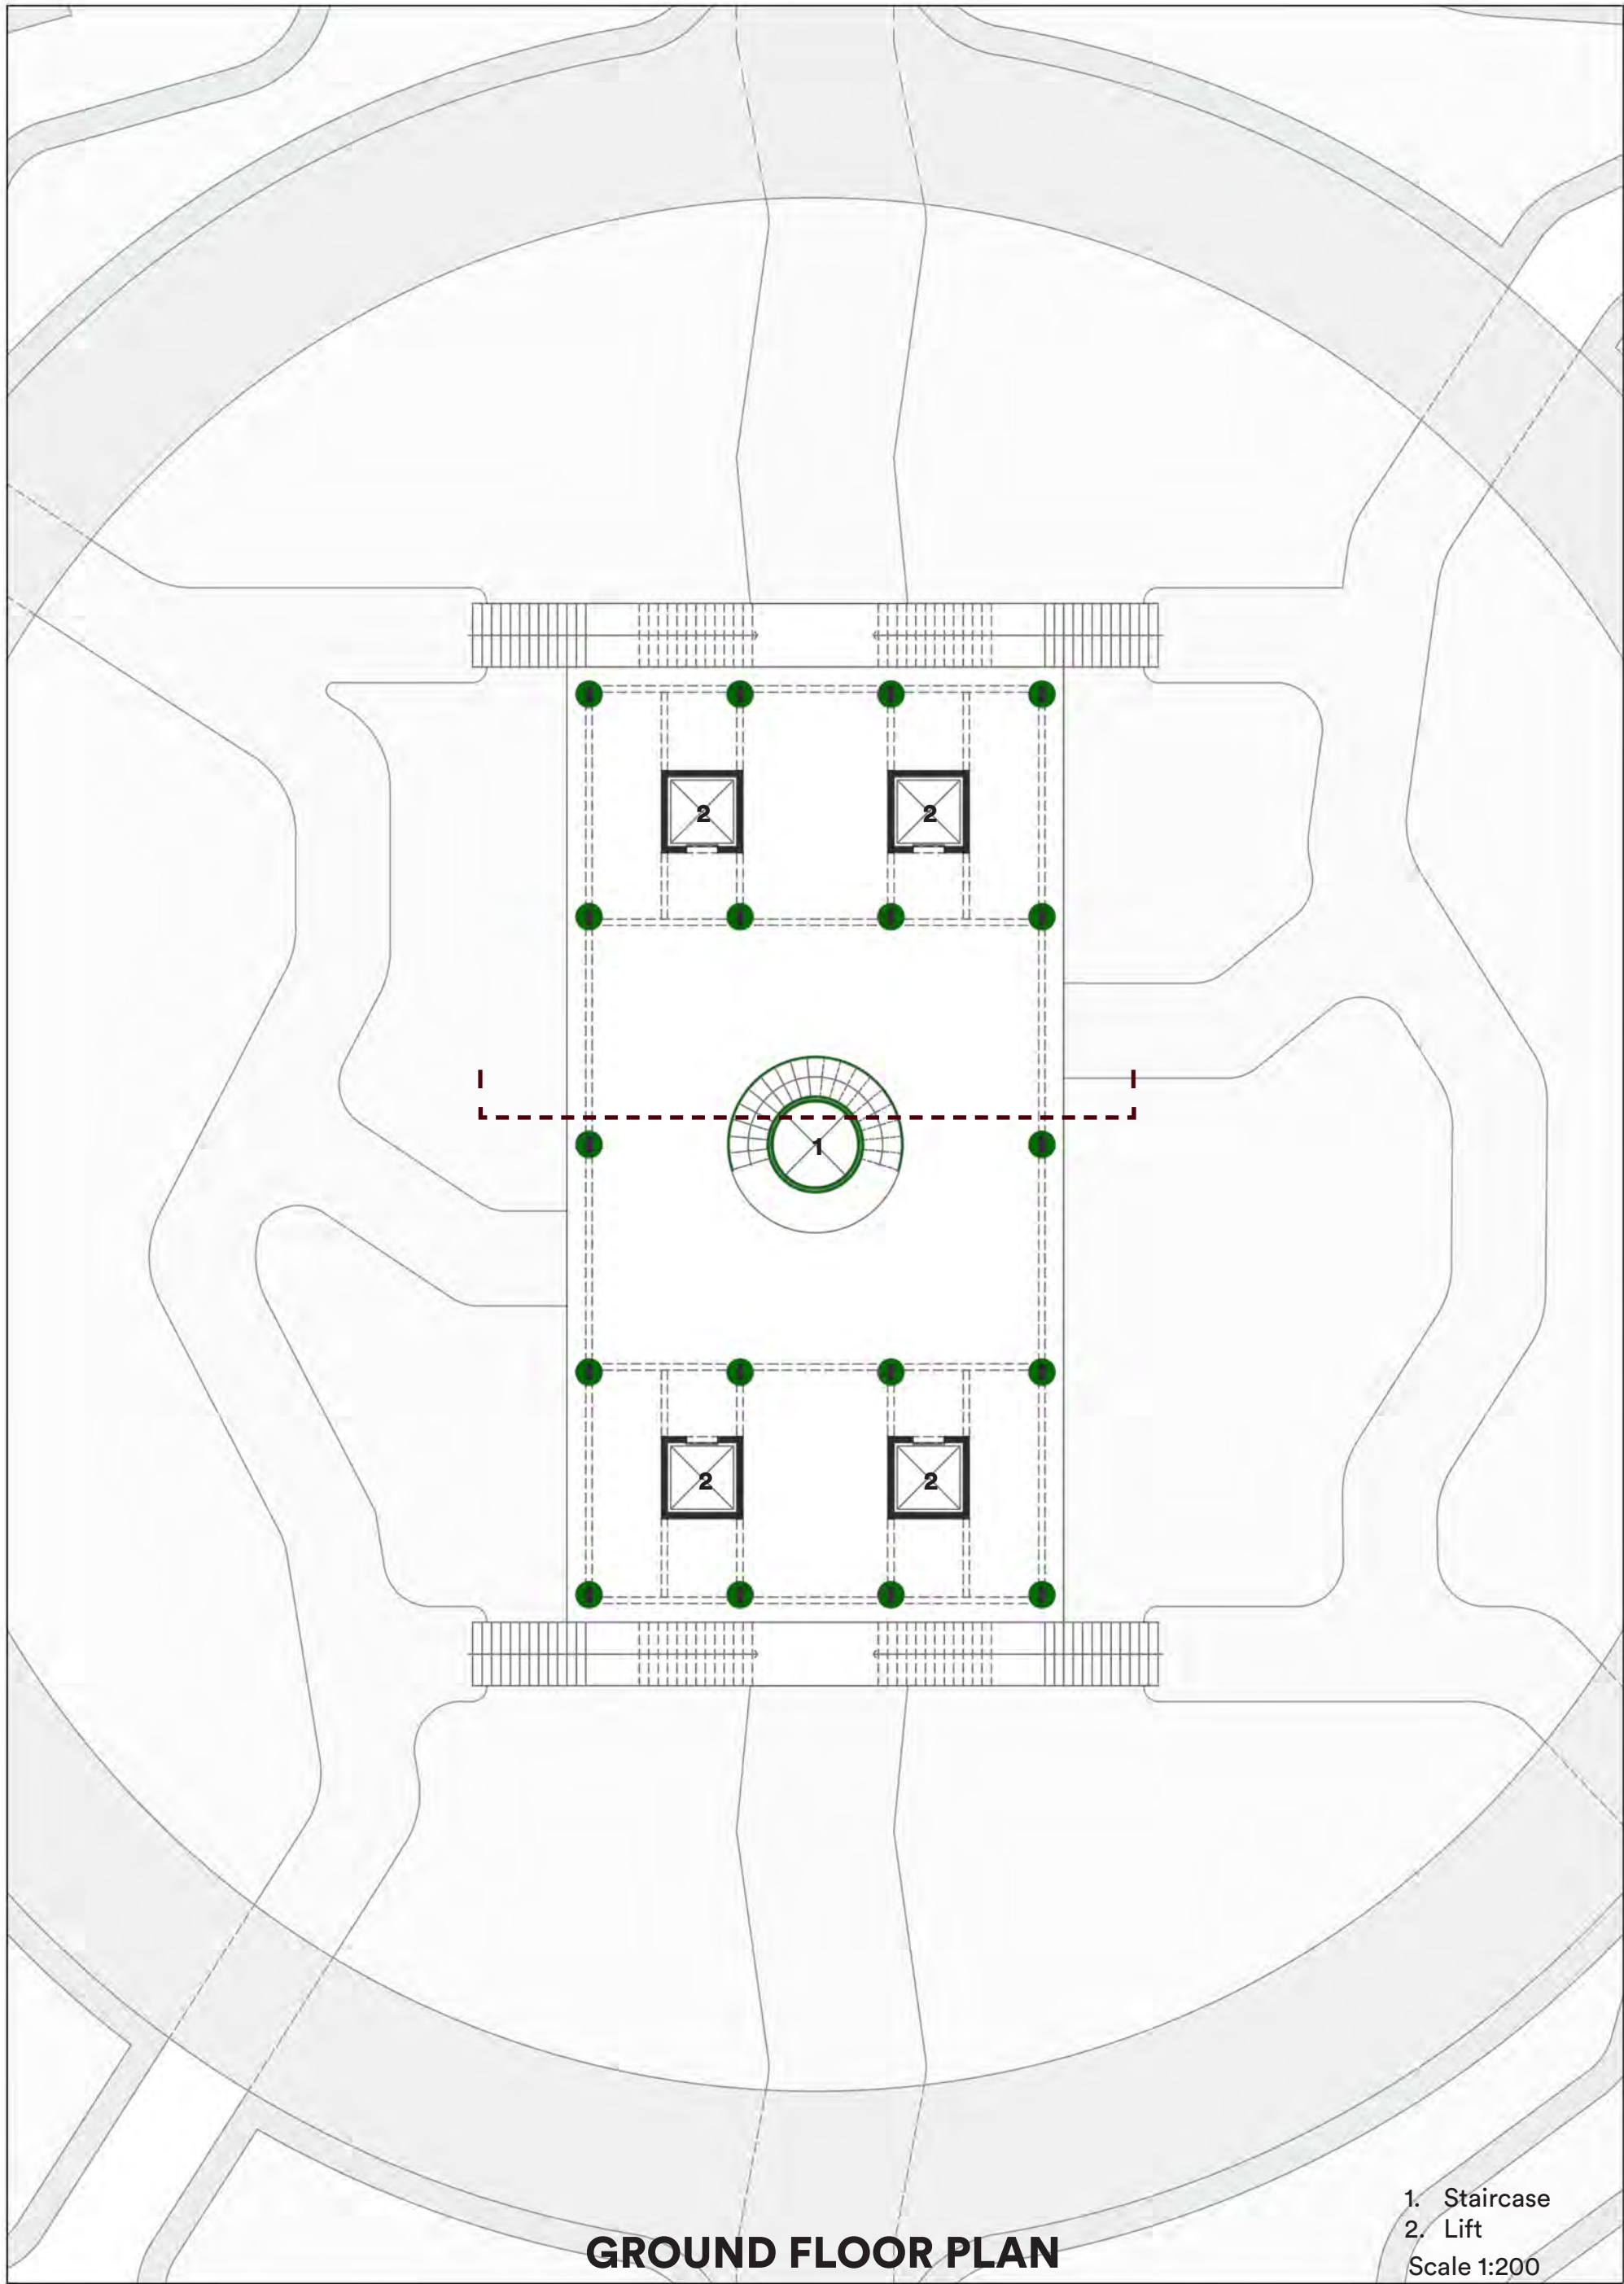 2 2
1
2 2
1. Staircase
2. Lift
GROUND FLOOR PLAN
Scale 1:200